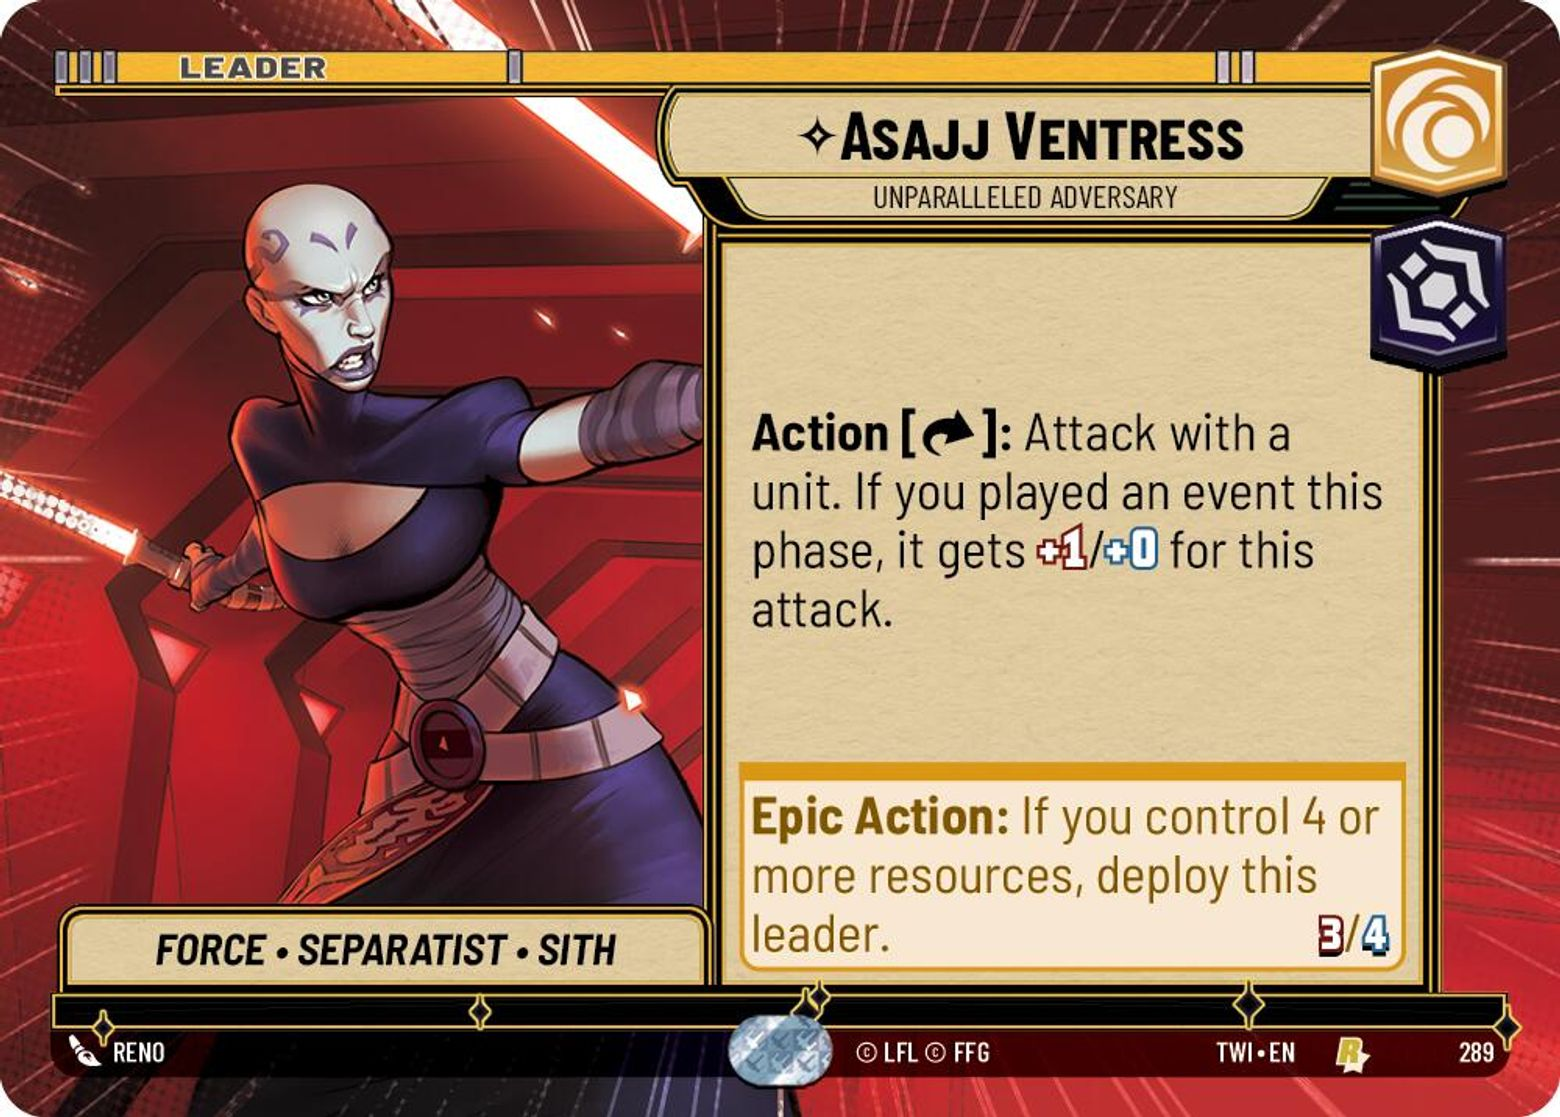 LEADER
ASAJJ VENTRESS
UNPARALLELED ADVERSARY
Action [ ]: Attack with a
unit. If you played an event this
phase, it gets +1/+0 for this
attack.
Epic Action: If you control 4 or
more resources, deploy this
leader.
3/4
FORCE • SEPARATIST • SITH
RENO
© LFL © FFG
TWI • EN
R
289